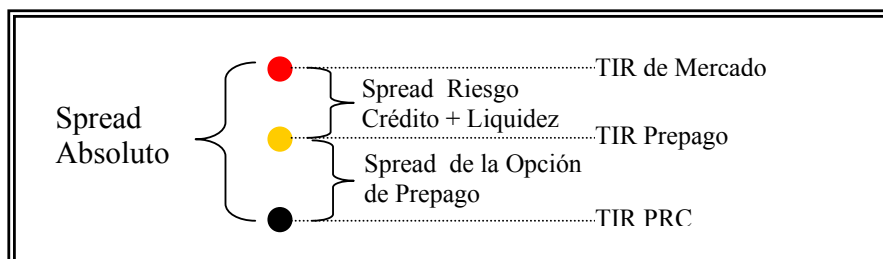 TIR de Mercado
Spread Riesgo
Crédito + Liquidez
Spread
Absoluto
TIR Prepago
Spread de la Opción
de Prepago
TIR PRC